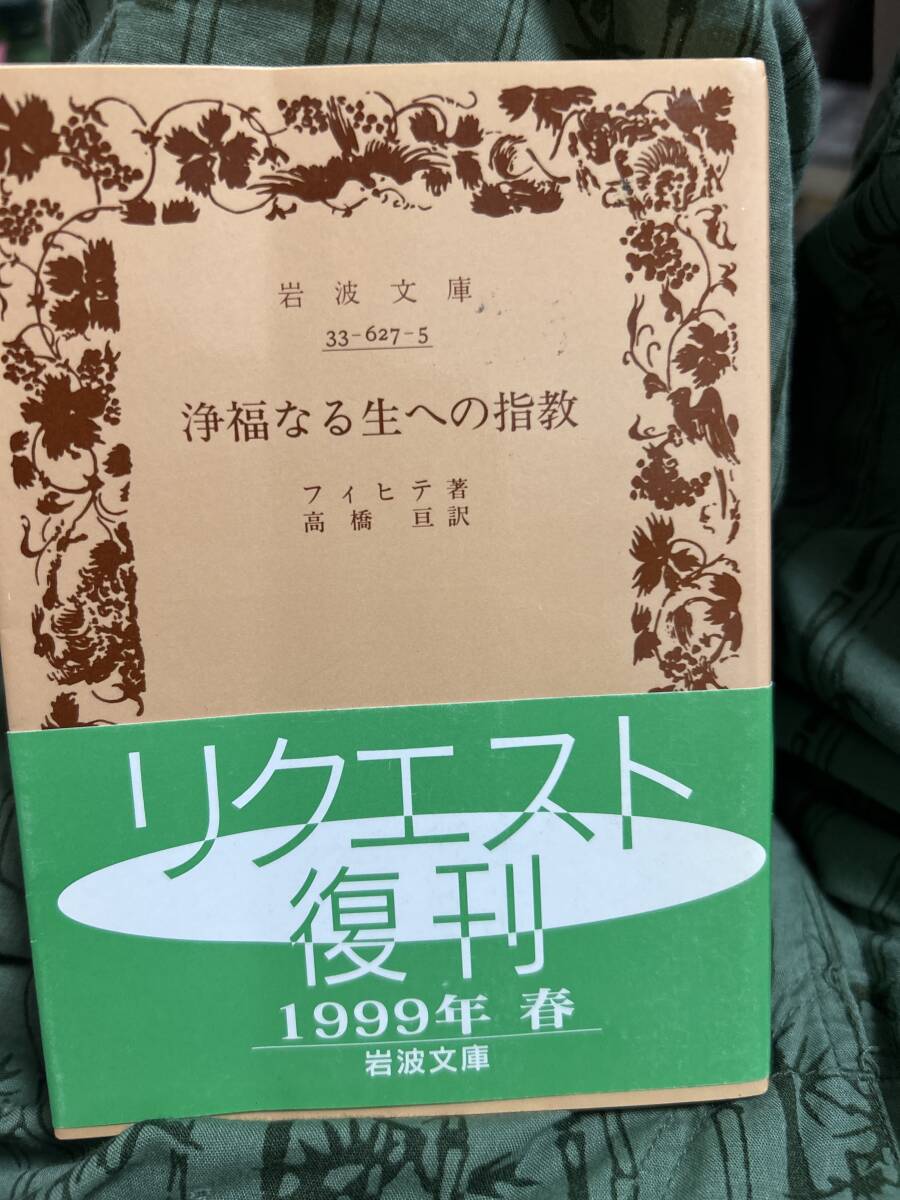 岩波文庫
33-627-5
浄福なる生への指教
フィヒテ著
高橋亘訳
リクエスト
復刊
1999年 春
岩波文庫